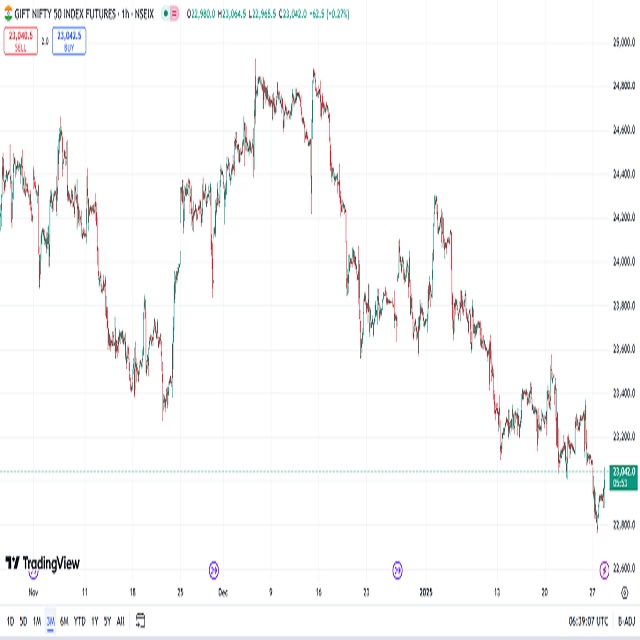 GIFT NIFTY 50 INDEX FUTURES · 1h · NSEIX O22,980.0 H23,064.5 L22,965.5 C23,042.0 +62.5 (+0.27%)
23,040.5 SELL 2.0 23,042.5 BUY
25,000.0
24,800.0
24,600.0
24,400.0
24,200.0
24,000.0
23,800.0
23,600.0
23,400.0
23,200.0
23,042.0
05:53
22,800.0
22,600.0
TradingView
Nov 11 18 25 Dec 9 16 23 2025 13 20 27
1D 5D 1M 3M 6M YTD 1Y 5Y All 06:39:07 UTC B-ADJ